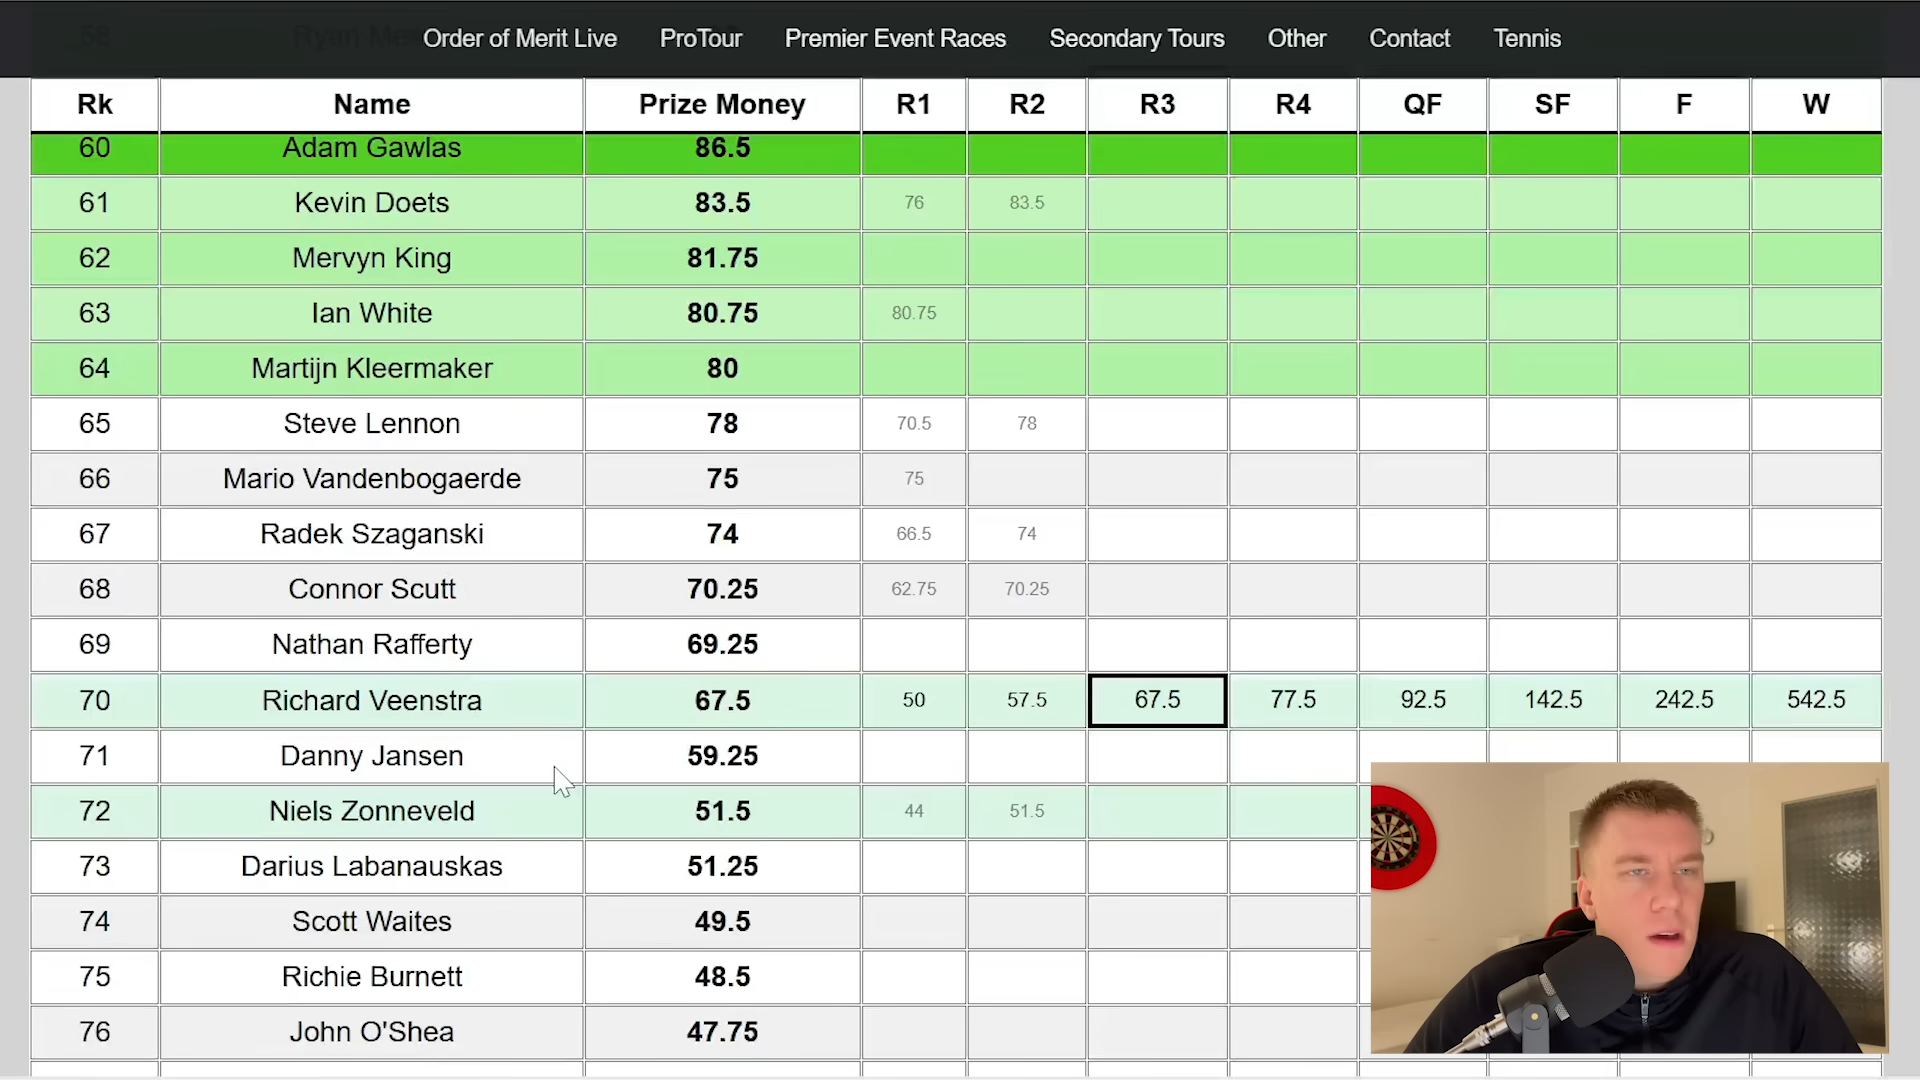 Order of Merit Live ProTour Premier Event Races Secondary Tours Other Contact Tennis
Rk Name Prize Money R1 R2 R3 R4 QF SF F W
60 Adam Gawlas 86.5
61 Kevin Doets 83.5 76 83.5
62 Mervyn King 81.75
63 Ian White 80.75 80.75
64 Martijn Kleermaker 80
65 Steve Lennon 78 70.5 78
66 Mario Vandenbogaerde 75 75
67 Radek Szaganski 74 66.5 74
68 Connor Scutt 70.25 62.75 70.25
69 Nathan Rafferty 69.25
70 Richard Veenstra 67.5 50 57.5 67.5 77.5 92.5 142.5 242.5 542.5
71 Danny Jansen 59.25
72 Niels Zonneveld 51.5 44 51.5
73 Darius Labanauskas 51.25
74 Scott Waites 49.5
75 Richie Burnett 48.5
76 John O'Shea 47.75